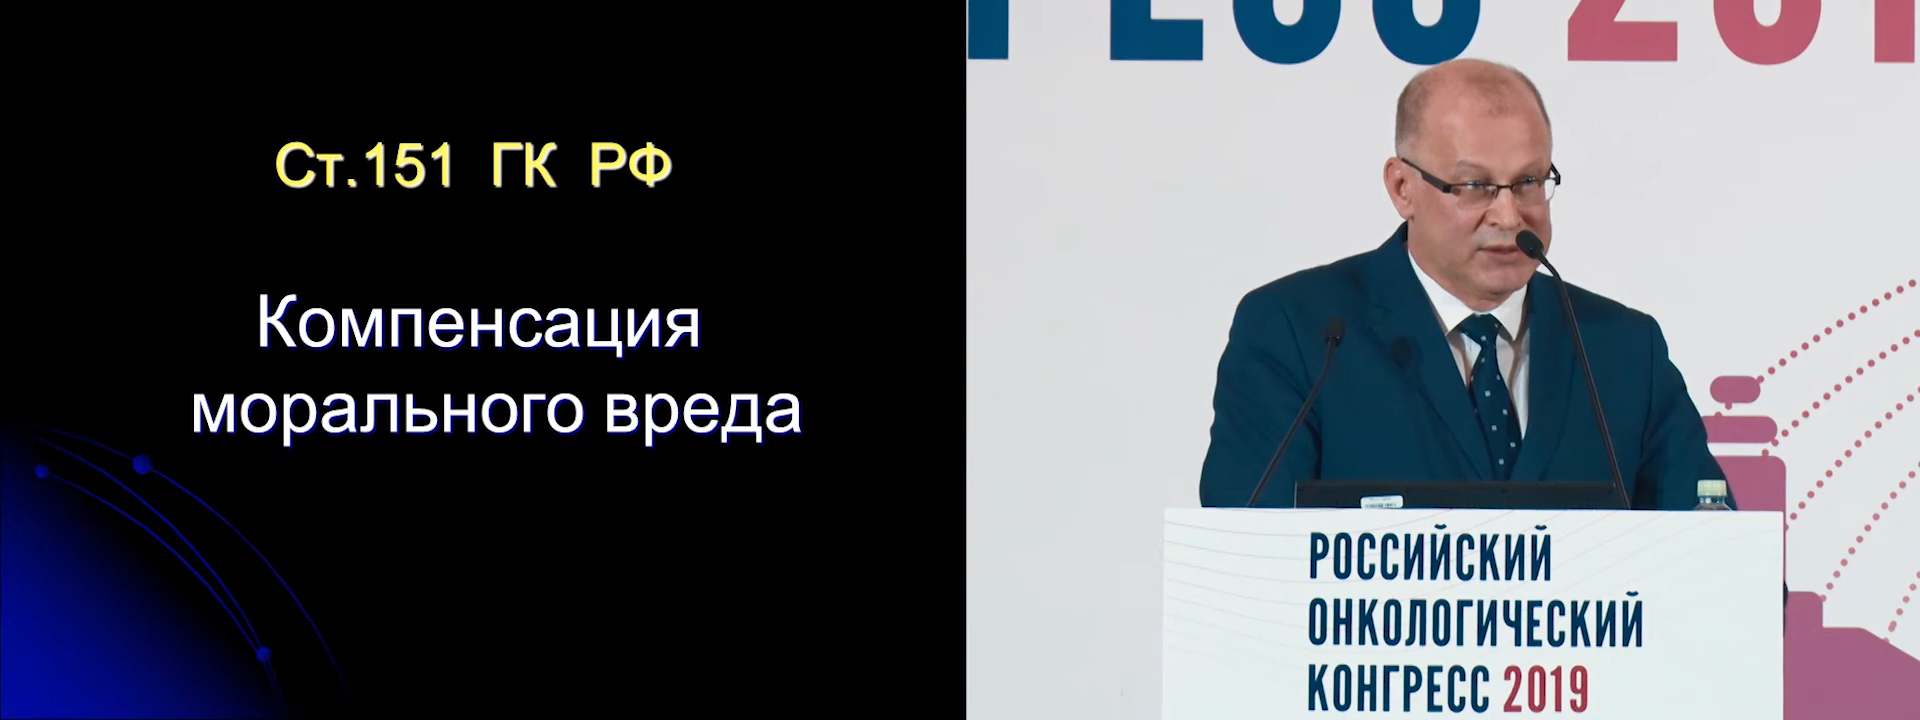 Ст.151 ГК РФ
Компенсация
морального вреда
РОССИЙСКИЙ
ОНКОЛОГИЧЕСКИЙ
КОНГРЕСС 2019